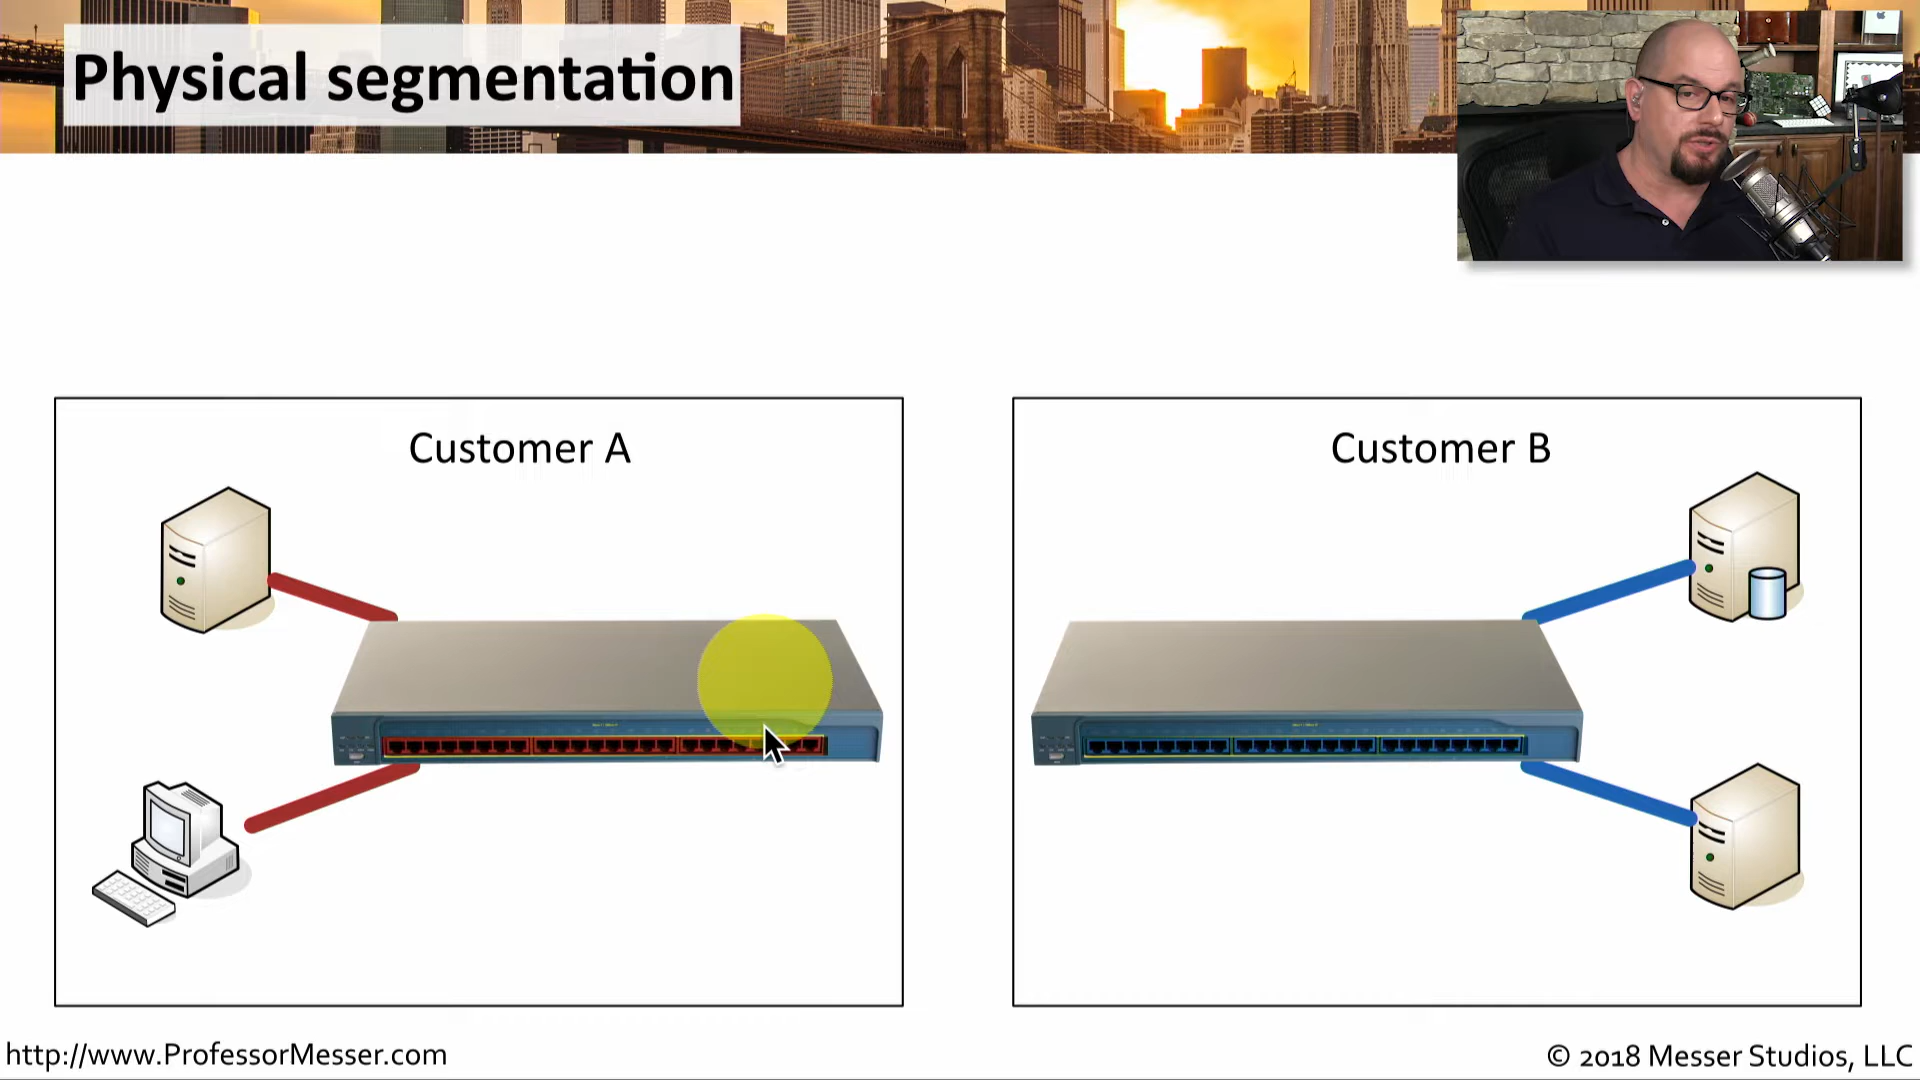 Physical segmentation
Customer A
Customer B
http://www.ProfessorMesser.com
© 2018 Messer Studios, LLC